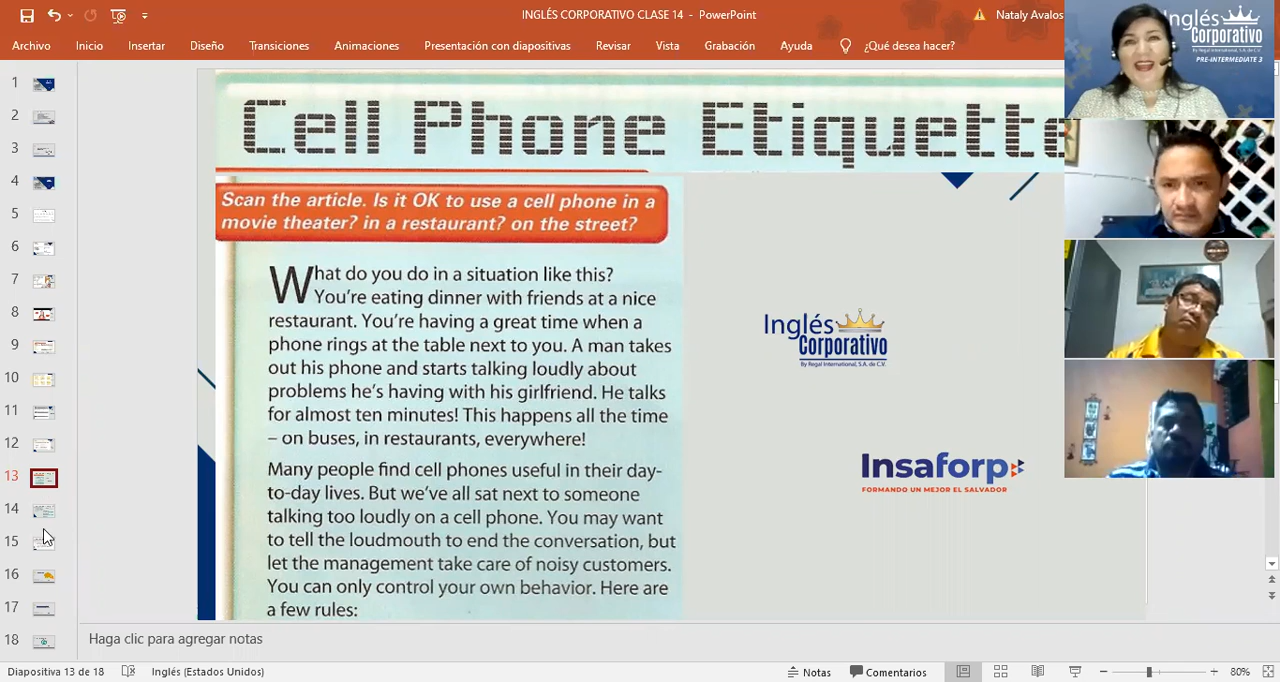 INGLÉS CORPORATIVO CLASE 14 - PowerPoint
Nataly Avalos
Archivo Inicio Insertar Diseño Transiciones Animaciones Presentación con diapositivas Revisar Vista Grabación Ayuda ¿Qué desea hacer?
Inglés
Corporativo
By Regal International, S.A. de C.V.
PRE-INTERMEDIATE 3
1
2
3
4
5
6
7
8
9
10
11
12
13
14
15
16
17
18
Cell Phone Etiquette
Scan the article. Is it OK to use a cell phone in a
movie theater? in a restaurant? on the street?
What do you do in a situation like this?
You're eating dinner with friends at a nice
restaurant. You're having a great time when a
phone rings at the table next to you. A man takes
out his phone and starts talking loudly about
problems he's having with his girlfriend. He talks
for almost ten minutes! This happens all the time
– on buses, in restaurants, everywhere!
Many people find cell phones useful in their day-
to-day lives. But we've all sat next to someone
talking too loudly on a cell phone. You may want
to tell the loudmouth to end the conversation, but
let the management take care of noisy customers.
You can only control your own behavior. Here are
a few rules:
Inglés
Corporativo
By Regal International, S.A. de C.V.
Insaforp
FORMANDO UN MEJOR EL SALVADOR
Haga clic para agregar notas
Diapositiva 13 de 18 Inglés (Estados Unidos) Notas Comentarios 80%